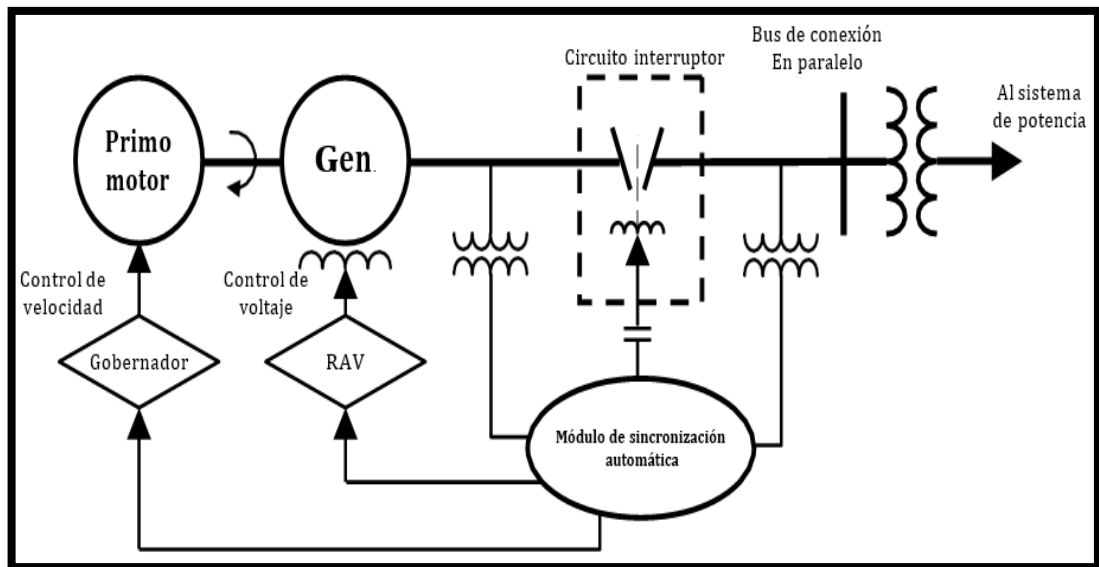 Bus de conexión
En paralelo
Circuito interruptor
Al sistema
de potencia
Primo
motor
Gen.
Control de
velocidad
Control de
voltaje
Gobernador
RAV
Módulo de sincronización
automática